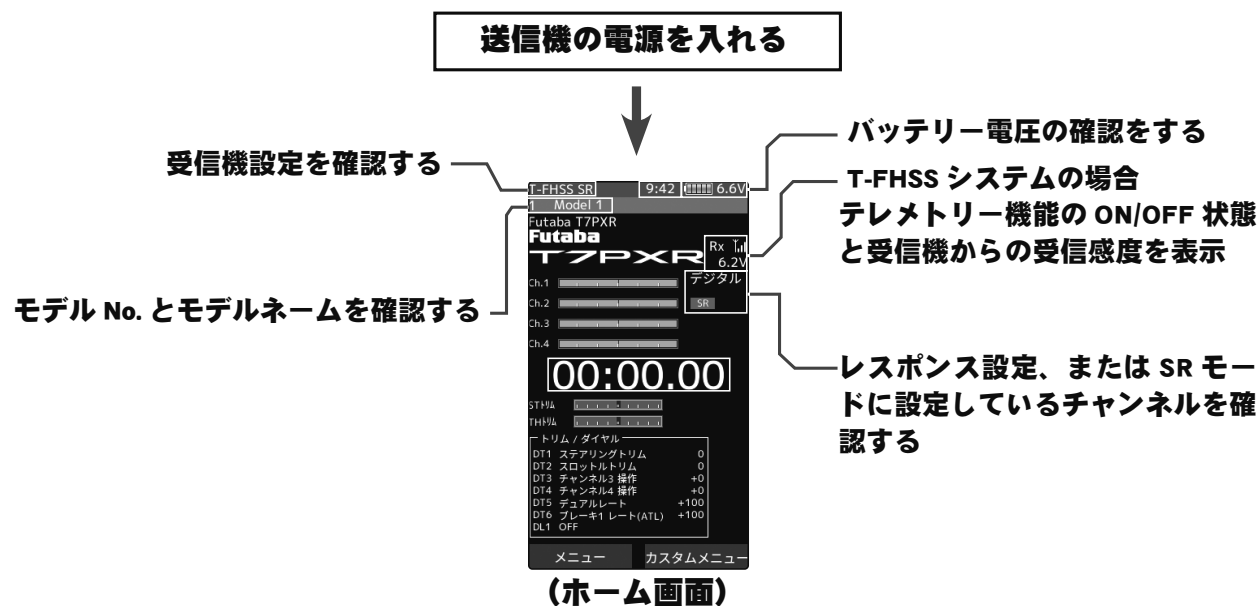 送信機の電源を入れる
受信機設定を確認する
モデル No. とモデルネームを確認する
バッテリー電圧の確認をする
T-FHSS システムの場合
テレメトリー機能の ON/OFF 状態
と受信機からの受信感度を表示
レスポンス設定、または SR モー
ドに設定しているチャンネルを確
認する
T-FHSS SR 9:42 6.6V
1 Model 1
Futaba T7PXR
Futaba
T7PXR
Rx
6.2V
デジタル
SR
Ch.1
Ch.2
Ch.3
Ch.4
00:00.00
STトリム
THトリム
トリム / ダイヤル
DT1 ステアリングトリム 0
DT2 スロットルトリム 0
DT3 チャンネル3 操作 +0
DT4 チャンネル4 操作 +0
DT5 デュアルレート +100
DT6 ブレーキ1 レート(ATL) +100
DL1 OFF
メニュー カスタムメニュー
(ホーム画面)